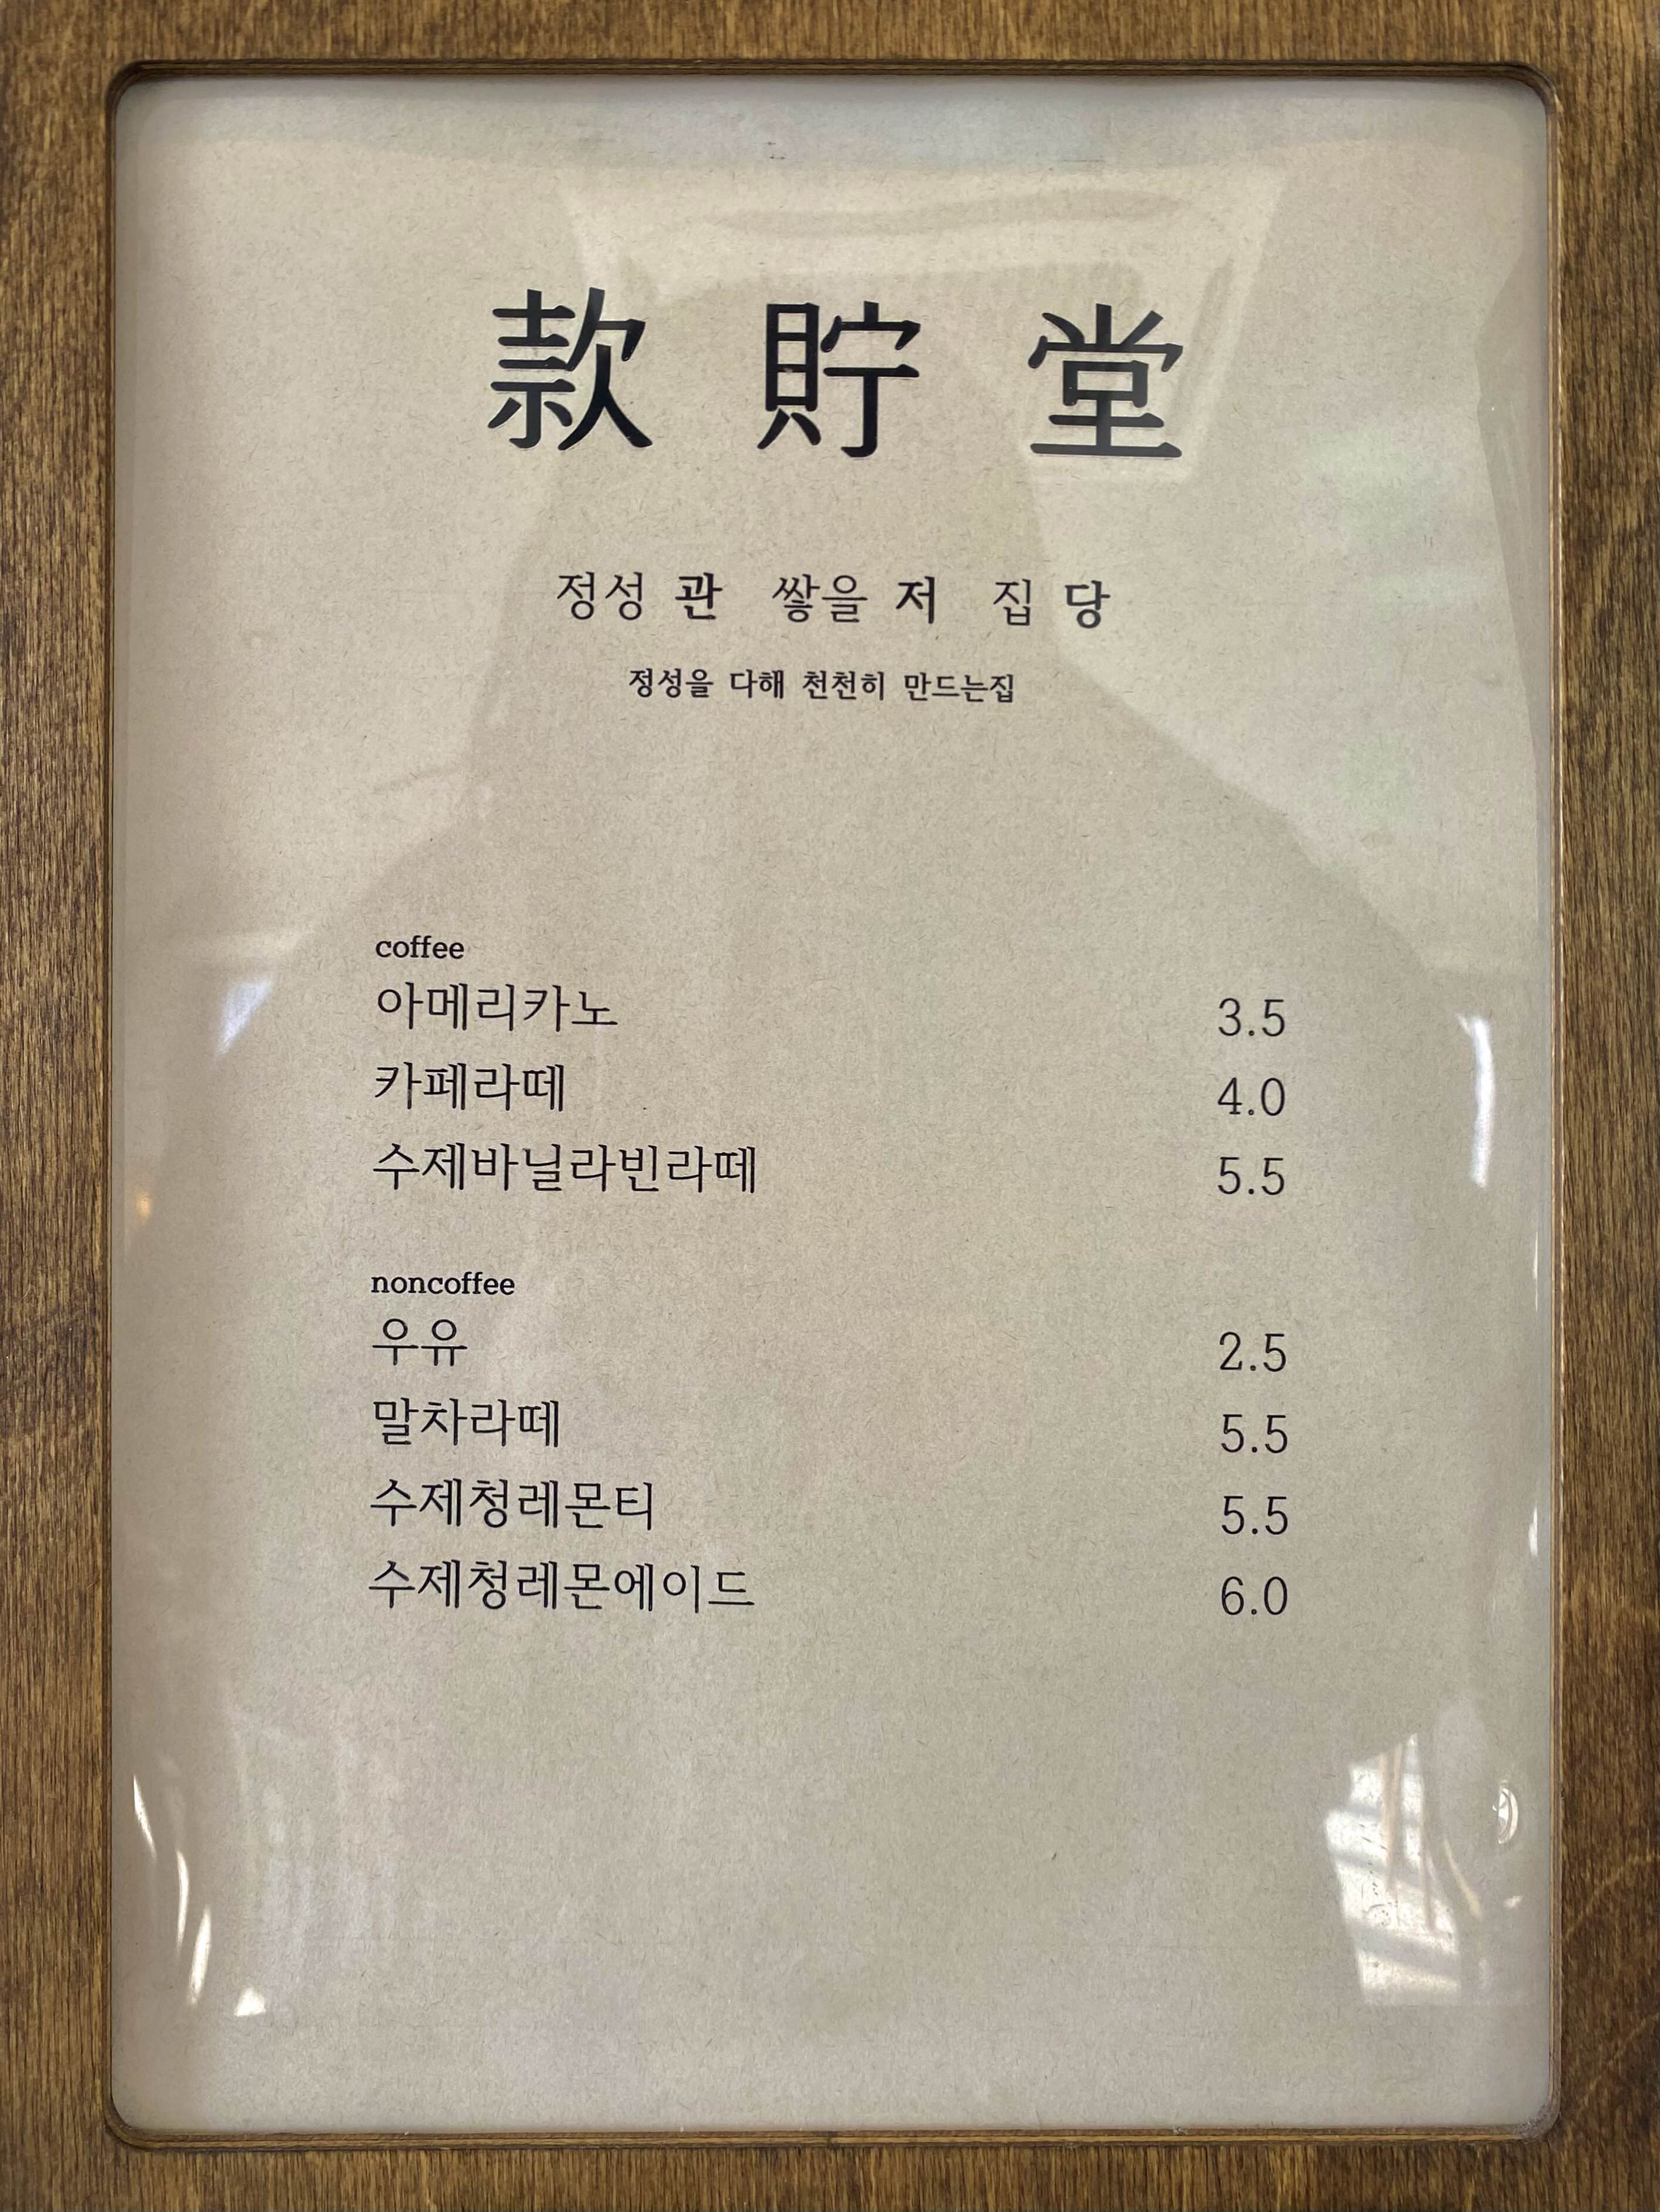 款貯堂
정성 관 쌓을 저 집 당
정성을 다해 천천히 만드는집
coffee
아메리카노 3.5
카페라떼 4.0
수제바닐라빈라떼 5.5
noncoffee
우유 2.5
말차라떼 5.5
수제청레몬티 5.5
수제청레몬에이드 6.0